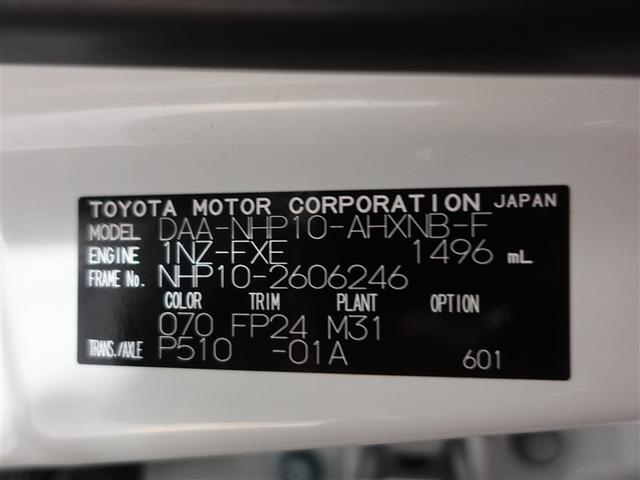 TOYOTA MOTOR CORPORATION JAPAN
MODEL DAA-NHP10-AHXNB-F
ENGINE 1NZ-FXE 1496 mL
FRAME No. NHP10-2606246
COLOR TRIM PLANT OPTION
070 FP24 M31
TRANS./AXLE P510 -01A 601